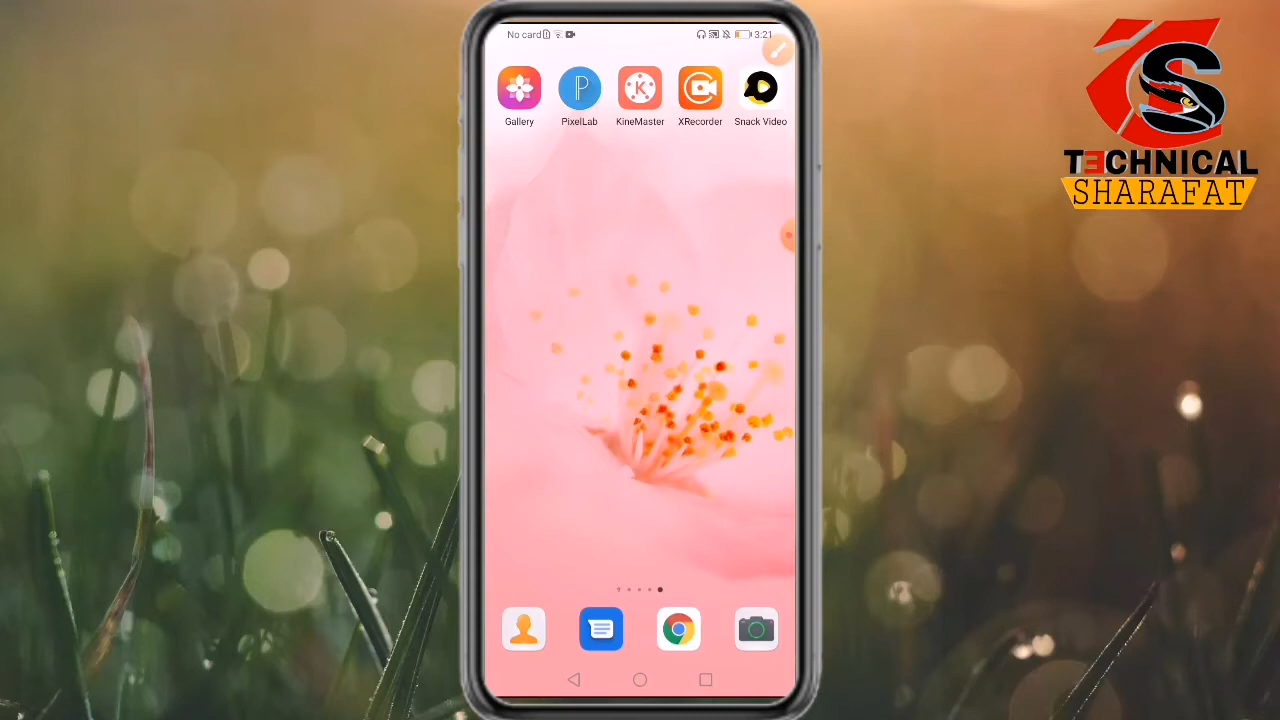 No card
3:21
Gallery
PixelLab
KineMaster
XRecorder
Snack Video
TECHNICAL
SHARAFAT